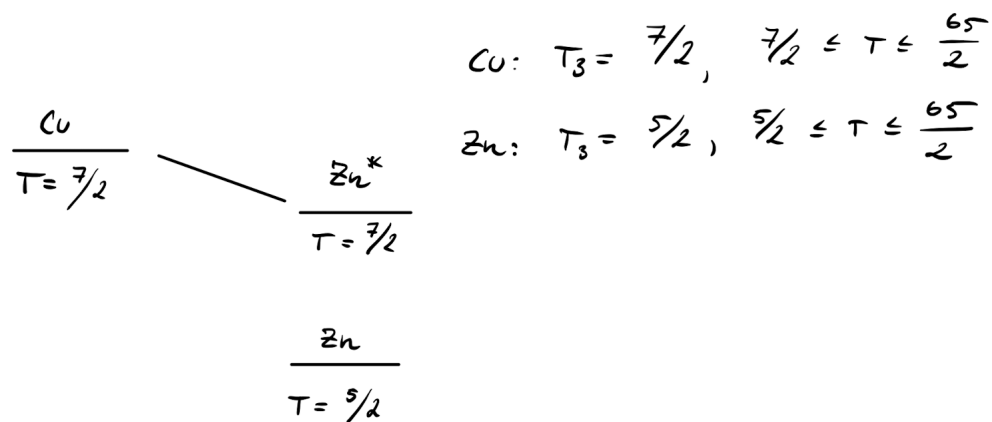 Cu: T₃ = 7/2, 7/2 ≤ T ≤ 65/2
Zn: T₃ = 5/2, 5/2 ≤ T ≤ 65/2
Cu
T = 7/2
Zn*
T = 7/2
Zn
T = 5/2